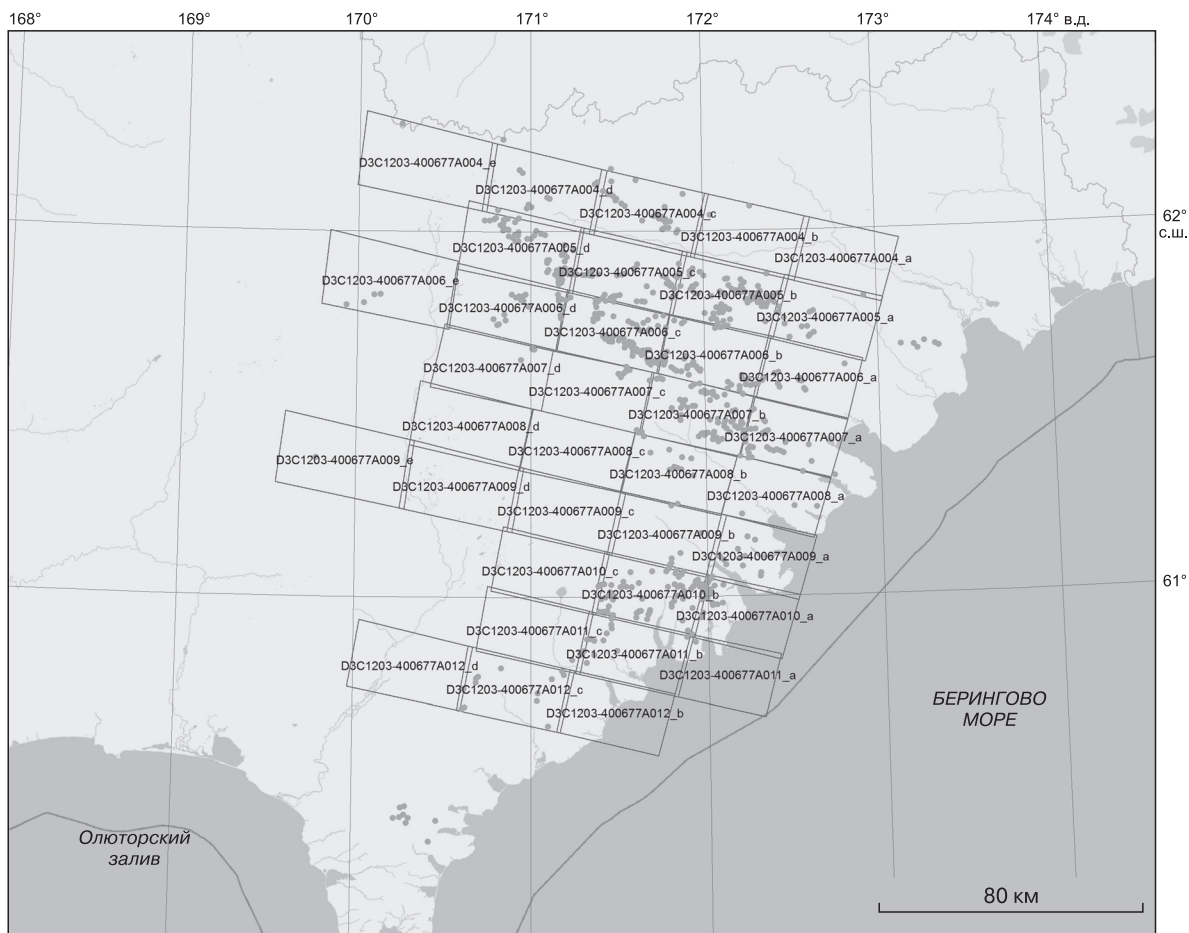 168° 169° 170° 171° 172° 173° 174° в.д.
D3C1203-400677A004_e
D3C1203-400677A004_d
D3C1203-400677A004_c
62°
с.ш.
D3C1203-400677A004_b
D3C1203-400677A005_d
D3C1203-400677A004_a
D3C1203-400677A005_c
D3C1203-400677A006_e
D3C1203-400677A005_b
D3C1203-400677A006_d
D3C1203-400677A005_a
D3C1203-400677A006_c
D3C1203-400677A006_b
D3C1203-400677A007_d
D3C1203-400677A006_a
D3C1203-400677A007_c
D3C1203-400677A007_b
D3C1203-400677A008_d
D3C1203-400677A007_a
D3C1203-400677A008_c
D3C1203-400677A009_e
D3C1203-400677A008_b
D3C1203-400677A009_d
D3C1203-400677A008_a
D3C1203-400677A009_c
D3C1203-400677A009_b
D3C1203-400677A009_a
D3C1203-400677A010_c
61°
D3C1203-400677A010_b
D3C1203-400677A010_a
D3C1203-400677A011_c
D3C1203-400677A011_b
D3C1203-400677A012_d
D3C1203-400677A011_a
D3C1203-400677A012_c
БЕРИНГОВО
МОРЕ
D3C1203-400677A012_b
Олюторский
залив
80 км